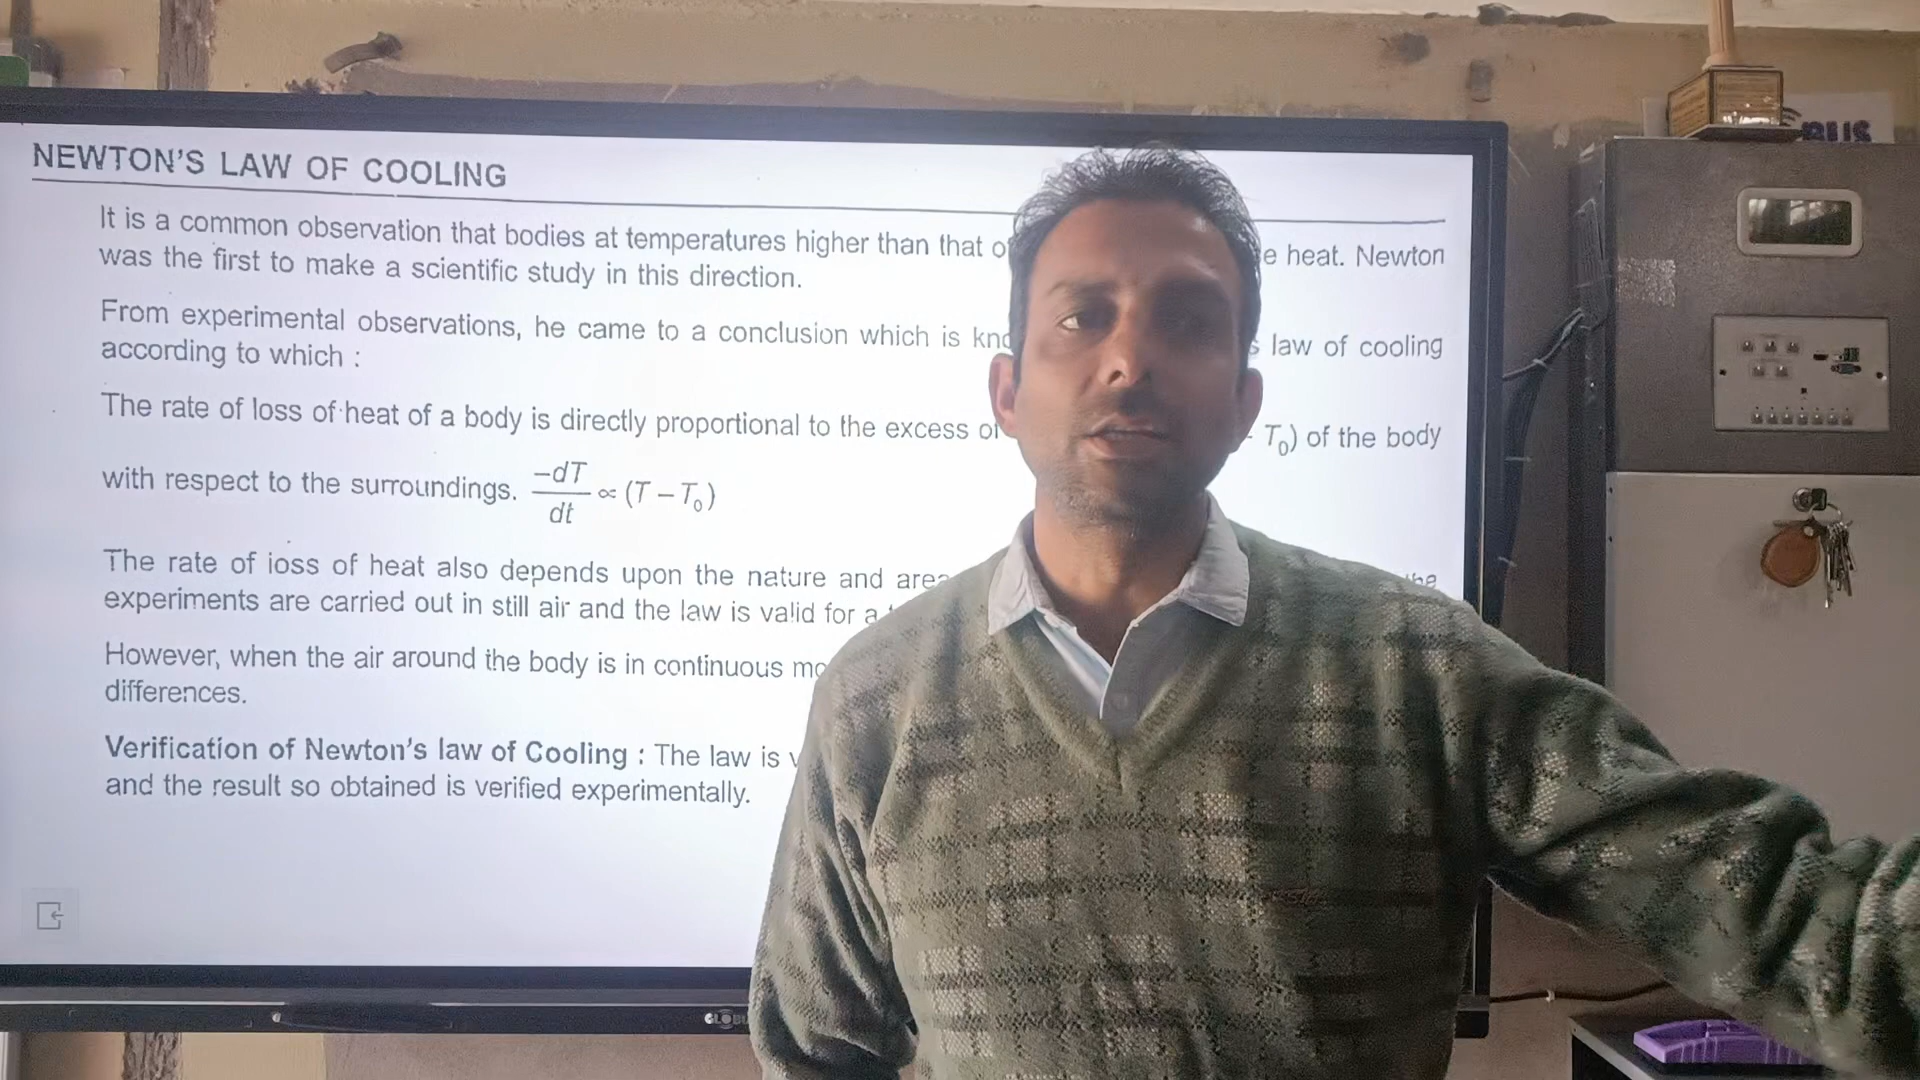 NEWTON'S LAW OF COOLING
It is a common observation that bodies at temperatures higher than that heat. Newton
was the first to make a scientific study in this direction.
From experimental observations, he came to a conclusion which is law of cooling
according to which :
The rate of loss of heat of a body is directly proportional to the excess T₀) of the body
with respect to the surroundings. −dT/dt ∝ (T − T₀)
The rate of loss of heat also depends upon the nature and the
experiments are carried out in still air and the law is valid for a
However, when the air around the body is in continuous
differences.
Verification of Newton's law of Cooling : The law is
and the result so obtained is verified experimentally.